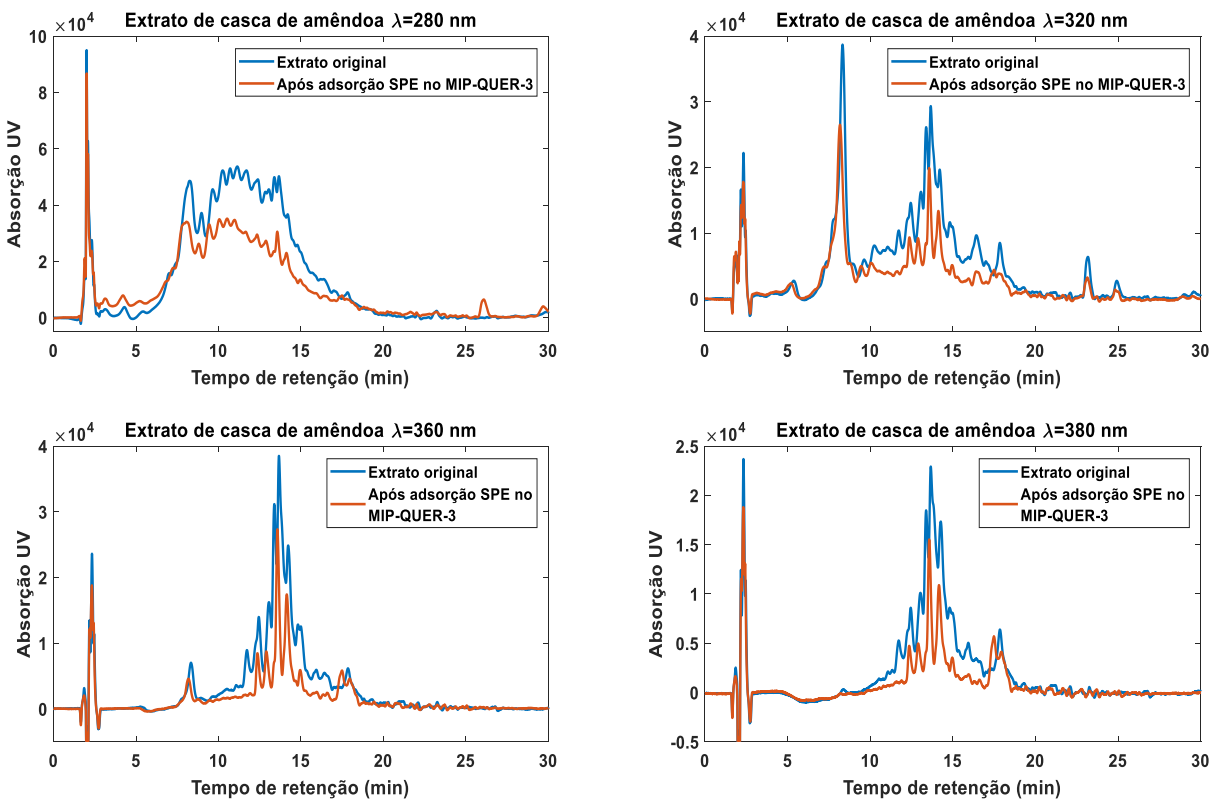 Extrato de casca de amêndoa λ=280 nm
×10⁴
10
8
6
4
2
0
Absorção UV
Extrato original
Após adsorção SPE no MIP-QUER-3
0 5 10 15 20 25 30
Tempo de retenção (min)
Extrato de casca de amêndoa λ=320 nm
×10⁴
4
3
2
1
0
Absorção UV
Extrato original
Após adsorção SPE no MIP-QUER-3
0 5 10 15 20 25 30
Tempo de retenção (min)
Extrato de casca de amêndoa λ=360 nm
×10⁴
4
3
2
1
0
Absorção UV
Extrato original
Após adsorção SPE no
MIP-QUER-3
0 5 10 15 20 25 30
Tempo de retenção (min)
Extrato de casca de amêndoa λ=380 nm
×10⁴
2.5
2
1.5
1
0.5
0
-0.5
Absorção UV
Extrato original
Após adsorção SPE no
MIP-QUER-3
0 5 10 15 20 25 30
Tempo de retenção (min)